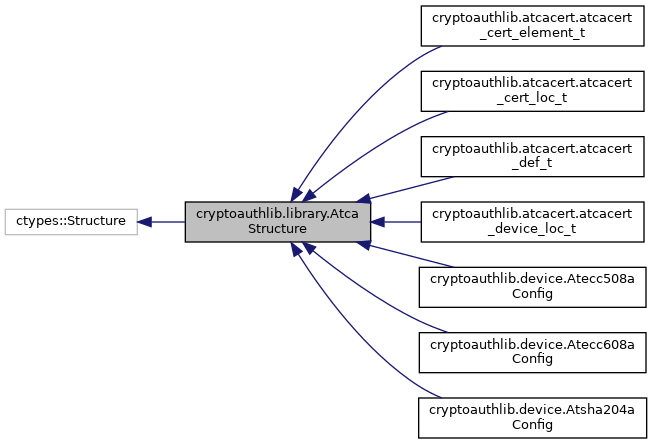 cryptoauthlib.atcacert.atcacert
_cert_element_t
cryptoauthlib.atcacert.atcacert
_cert_loc_t
cryptoauthlib.atcacert.atcacert
_def_t
ctypes::Structure
cryptoauthlib.library.Atca
Structure
cryptoauthlib.atcacert.atcacert
_device_loc_t
cryptoauthlib.device.Atecc508a
Config
cryptoauthlib.device.Atecc608a
Config
cryptoauthlib.device.Atsha204a
Config